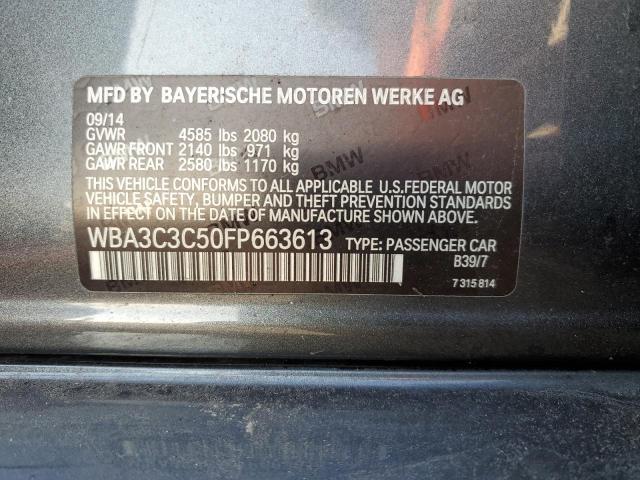 MFD BY BAYERISCHE MOTOREN WERKE AG
09/14
GVWR 4585 lbs 2080 kg
GAWR FRONT 2140 lbs 971 kg
GAWR REAR 2580 lbs 1170 kg
THIS VEHICLE CONFORMS TO ALL APPLICABLE U.S.FEDERAL MOTOR
VEHICLE SAFETY, BUMPER AND THEFT PREVENTION STANDARDS
IN EFFECT ON THE DATE OF MANUFACTURE SHOWN ABOVE.
WBA3C3C50FP663613 TYPE: PASSENGER CAR
B39/7
7 315 814
BMW
BMW
BMW